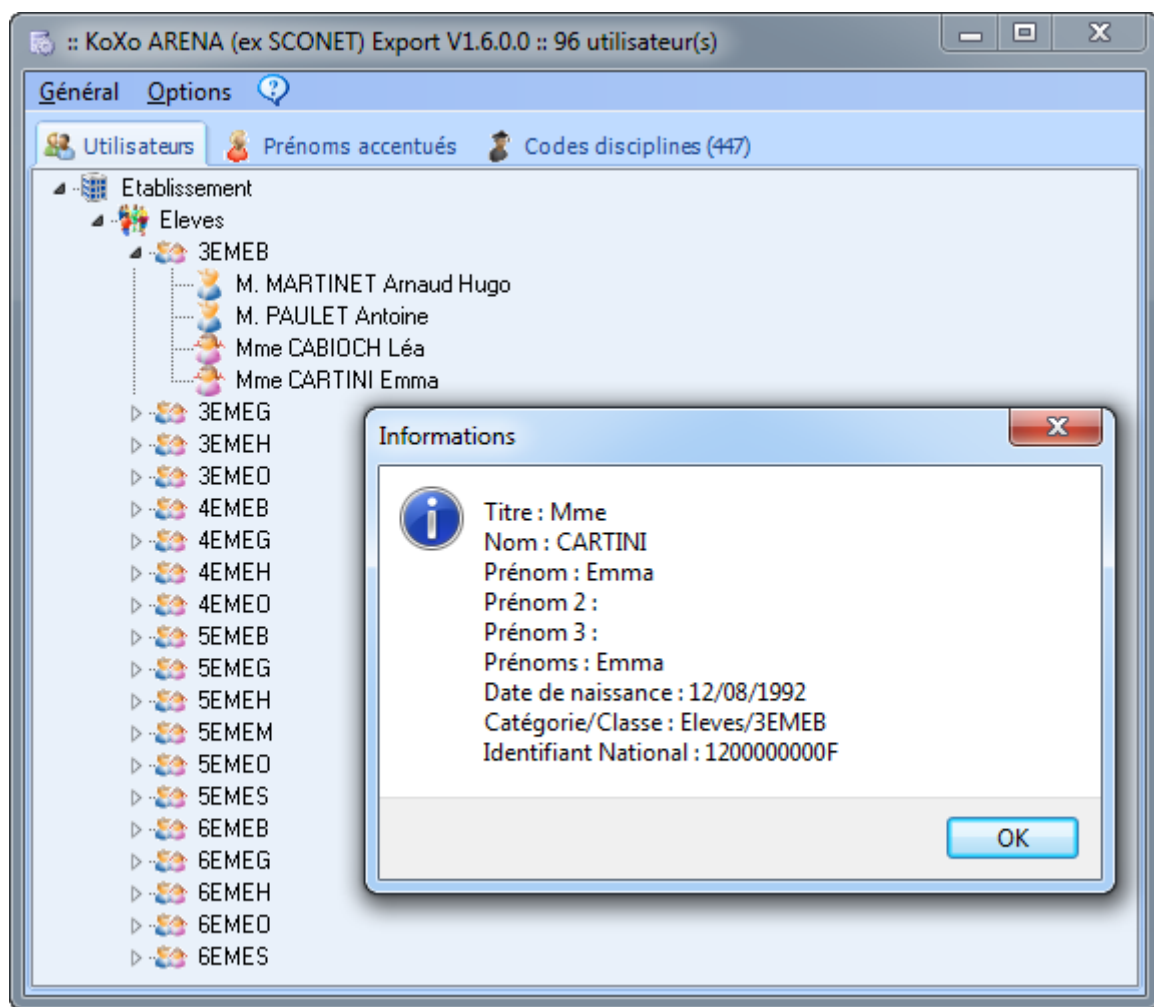 :: KoXo ARENA (ex SCONET) Export V1.6.0.0 :: 96 utilisateur(s)
Général Options
Utilisateurs Prénoms accentués Codes disciplines (447)
Etablissement
Eleves
3EMEB
M. MARTINET Arnaud Hugo
M. PAULET Antoine
Mme CABIOCH Léa
Mme CARTINI Emma
3EMEG
3EMEH
3EMEO
4EMEB
4EMEG
4EMEH
4EMEO
5EMEB
5EMEG
5EMEH
5EMEM
5EMEO
5EMES
6EMEB
6EMEG
6EMEH
6EMEO
6EMES
Informations
Titre : Mme
Nom : CARTINI
Prénom : Emma
Prénom 2 :
Prénom 3 :
Prénoms : Emma
Date de naissance : 12/08/1992
Catégorie/Classe : Eleves/3EMEB
Identifiant National : 1200000000F
OK